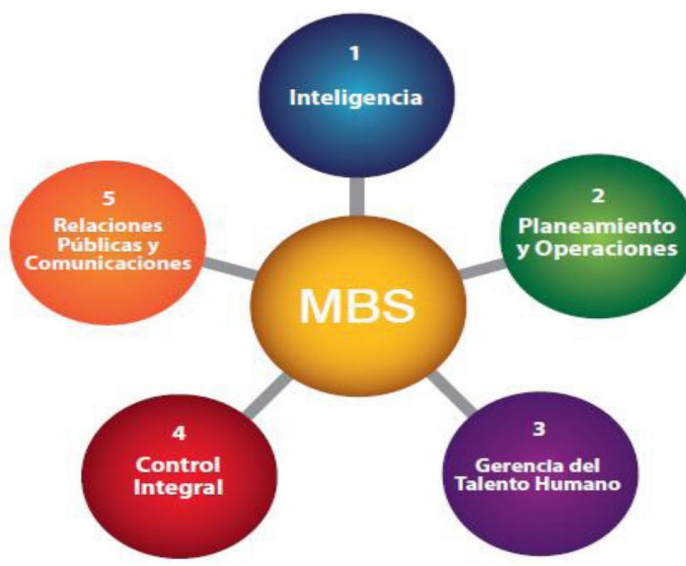 1
Inteligencia
2
Planeamiento
y Operaciones
3
Gerencia del
Talento Humano
4
Control
Integral
5
Relaciones
Públicas y
Comunicaciones
MBS